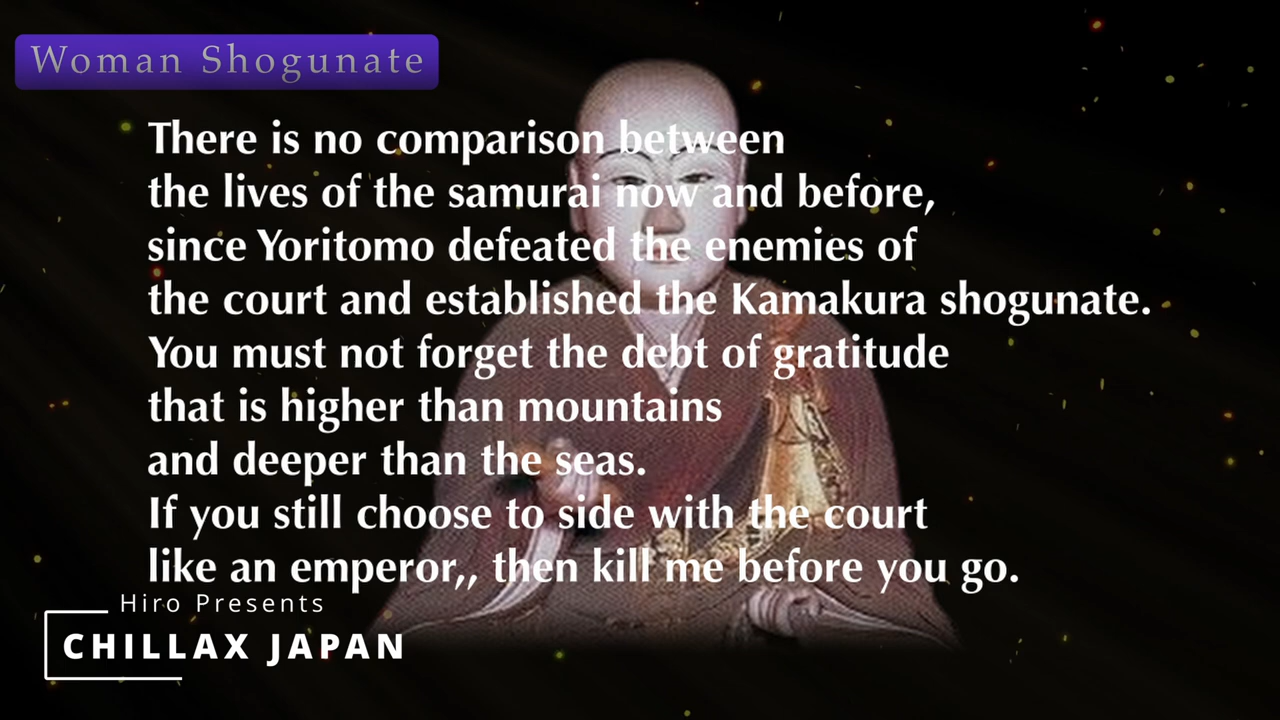 Woman Shogunate
There is no comparison between
the lives of the samurai now and before,
since Yoritomo defeated the enemies of
the court and established the Kamakura shogunate.
You must not forget the debt of gratitude
that is higher than mountains
and deeper than the seas.
If you still choose to side with the court
like an emperor,, then kill me before you go.
Hiro Presents
CHILLAX JAPAN